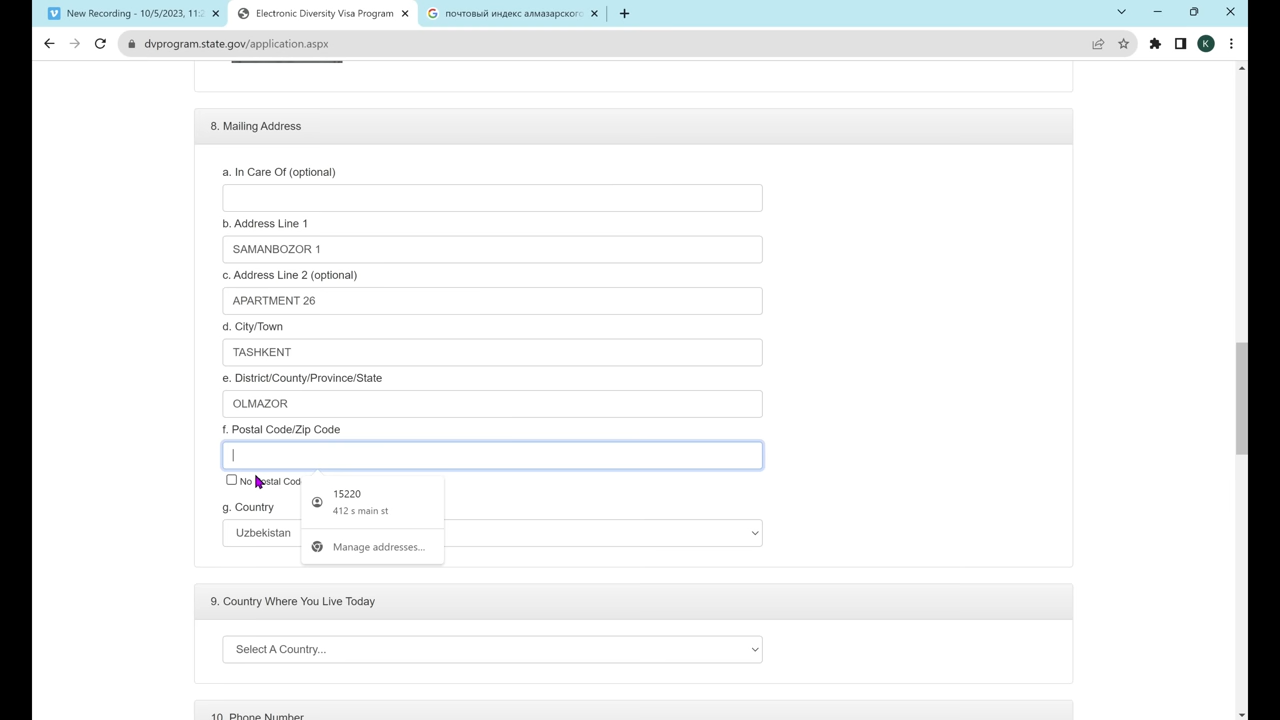 New Recording - 10/5/2023, 11:2
Electronic Diversity Visa Program
почтовый индекс алмазарского
dvprogram.state.gov/application.aspx
K
8. Mailing Address
a. In Care Of (optional)
b. Address Line 1
SAMANBOZOR 1
c. Address Line 2 (optional)
APARTMENT 26
d. City/Town
TASHKENT
e. District/County/Province/State
OLMAZOR
f. Postal Code/Zip Code
No Postal Cod
15220
412 s main st
Manage addresses...
g. Country
Uzbekistan
9. Country Where You Live Today
Select A Country...
10. Phone Number